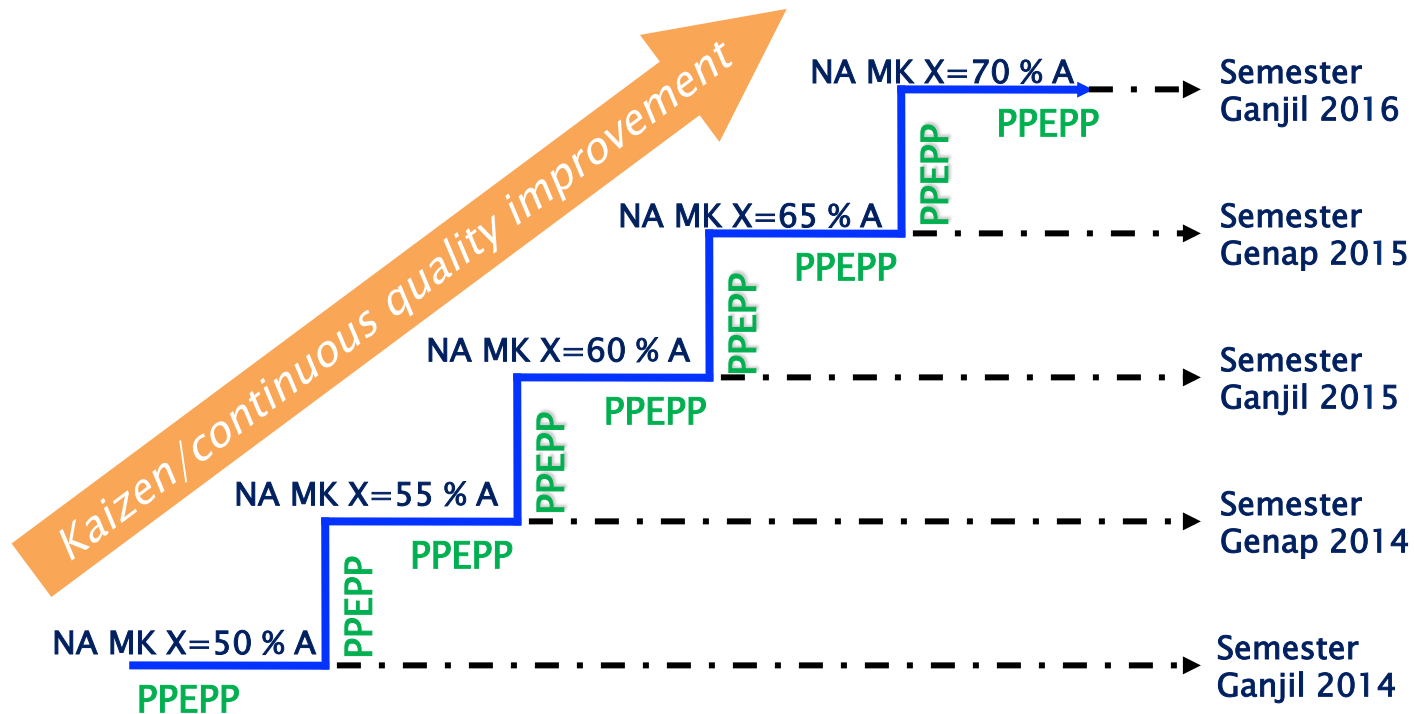 NA MK X=70 % A
Semester
Ganjil 2016
PPEPP
PPEPP
Kaizen/continuous quality improvement
NA MK X=65 % A
Semester
Genap 2015
PPEPP
PPEPP
NA MK X=60 % A
Semester
Ganjil 2015
PPEPP
PPEPP
NA MK X=55 % A
Semester
Genap 2014
PPEPP
PPEPP
NA MK X=50 % A
Semester
Ganjil 2014
PPEPP